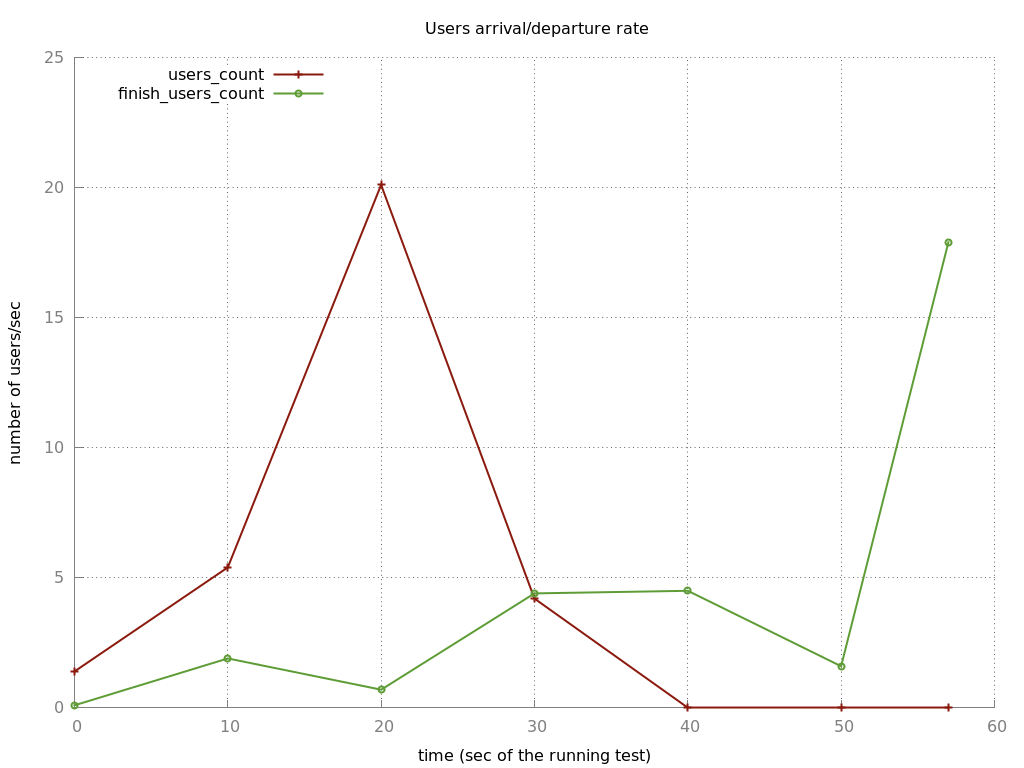 Users arrival/departure rate
25
users_count
finish_users_count
20
15
number of users/sec
10
5
0
0 10 20 30 40 50 60
time (sec of the running test)